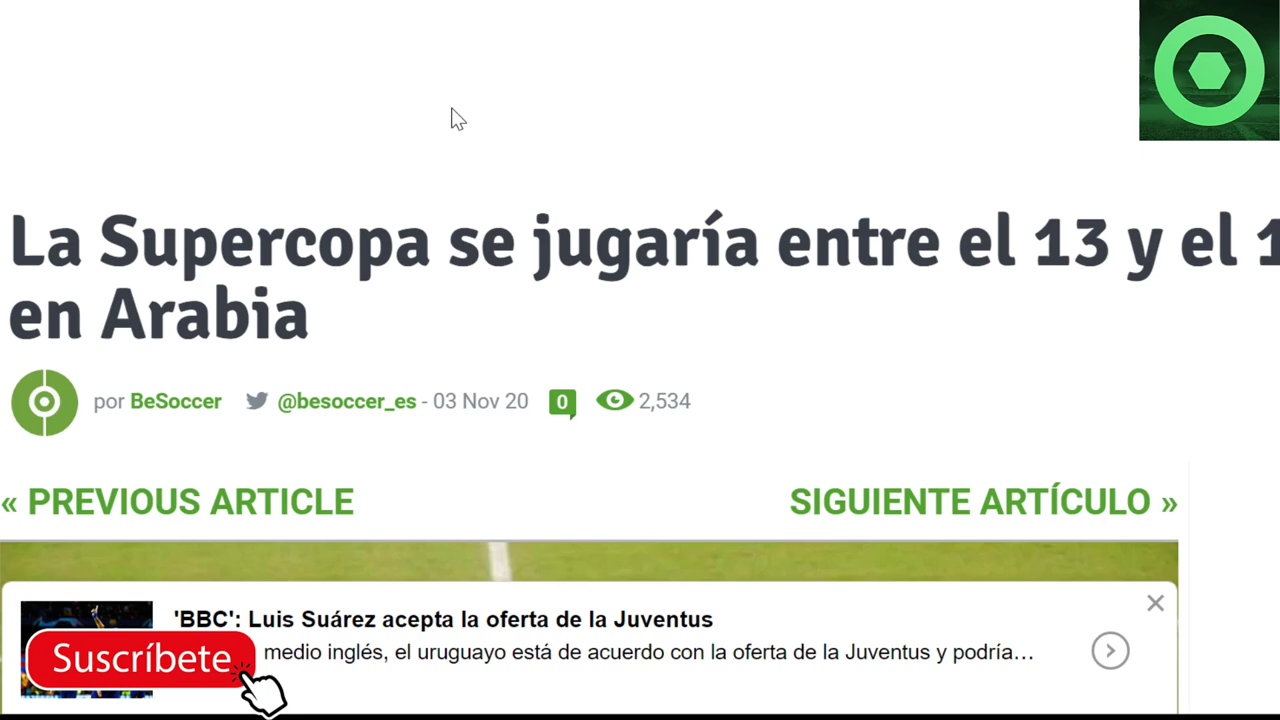 La Supercopa se jugaría entre el 13 y el
en Arabia
por BeSoccer @besoccer_es - 03 Nov 20 0 2,534
« PREVIOUS ARTICLE SIGUIENTE ARTÍCULO »
'BBC': Luis Suárez acepta la oferta de la Juventus
medio inglés, el uruguayo está de acuerdo con la oferta de la Juventus y podría…
Suscríbete